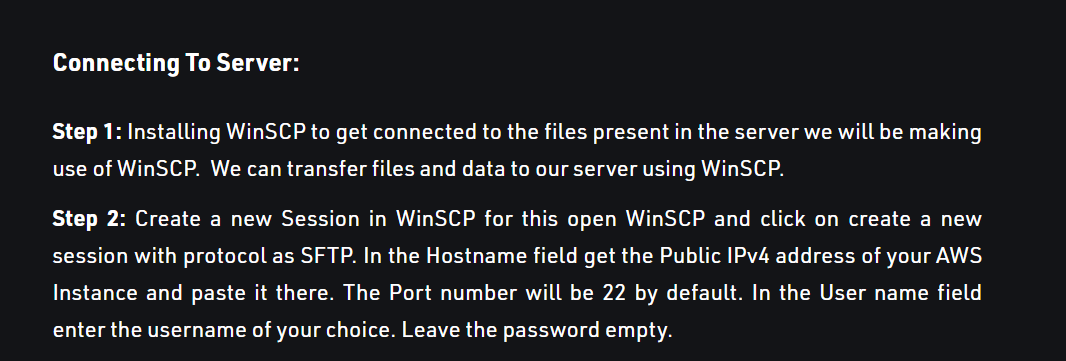 Connecting To Server:
Step 1: Installing WinSCP to get connected to the files present in the server we will be making
use of WinSCP.  We can transfer files and data to our server using WinSCP.
Step 2: Create a new Session in WinSCP for this open WinSCP and click on create a new
session with protocol as SFTP. In the Hostname field get the Public IPv4 address of your AWS
Instance and paste it there. The Port number will be 22 by default. In the User name field
enter the username of your choice. Leave the password empty.